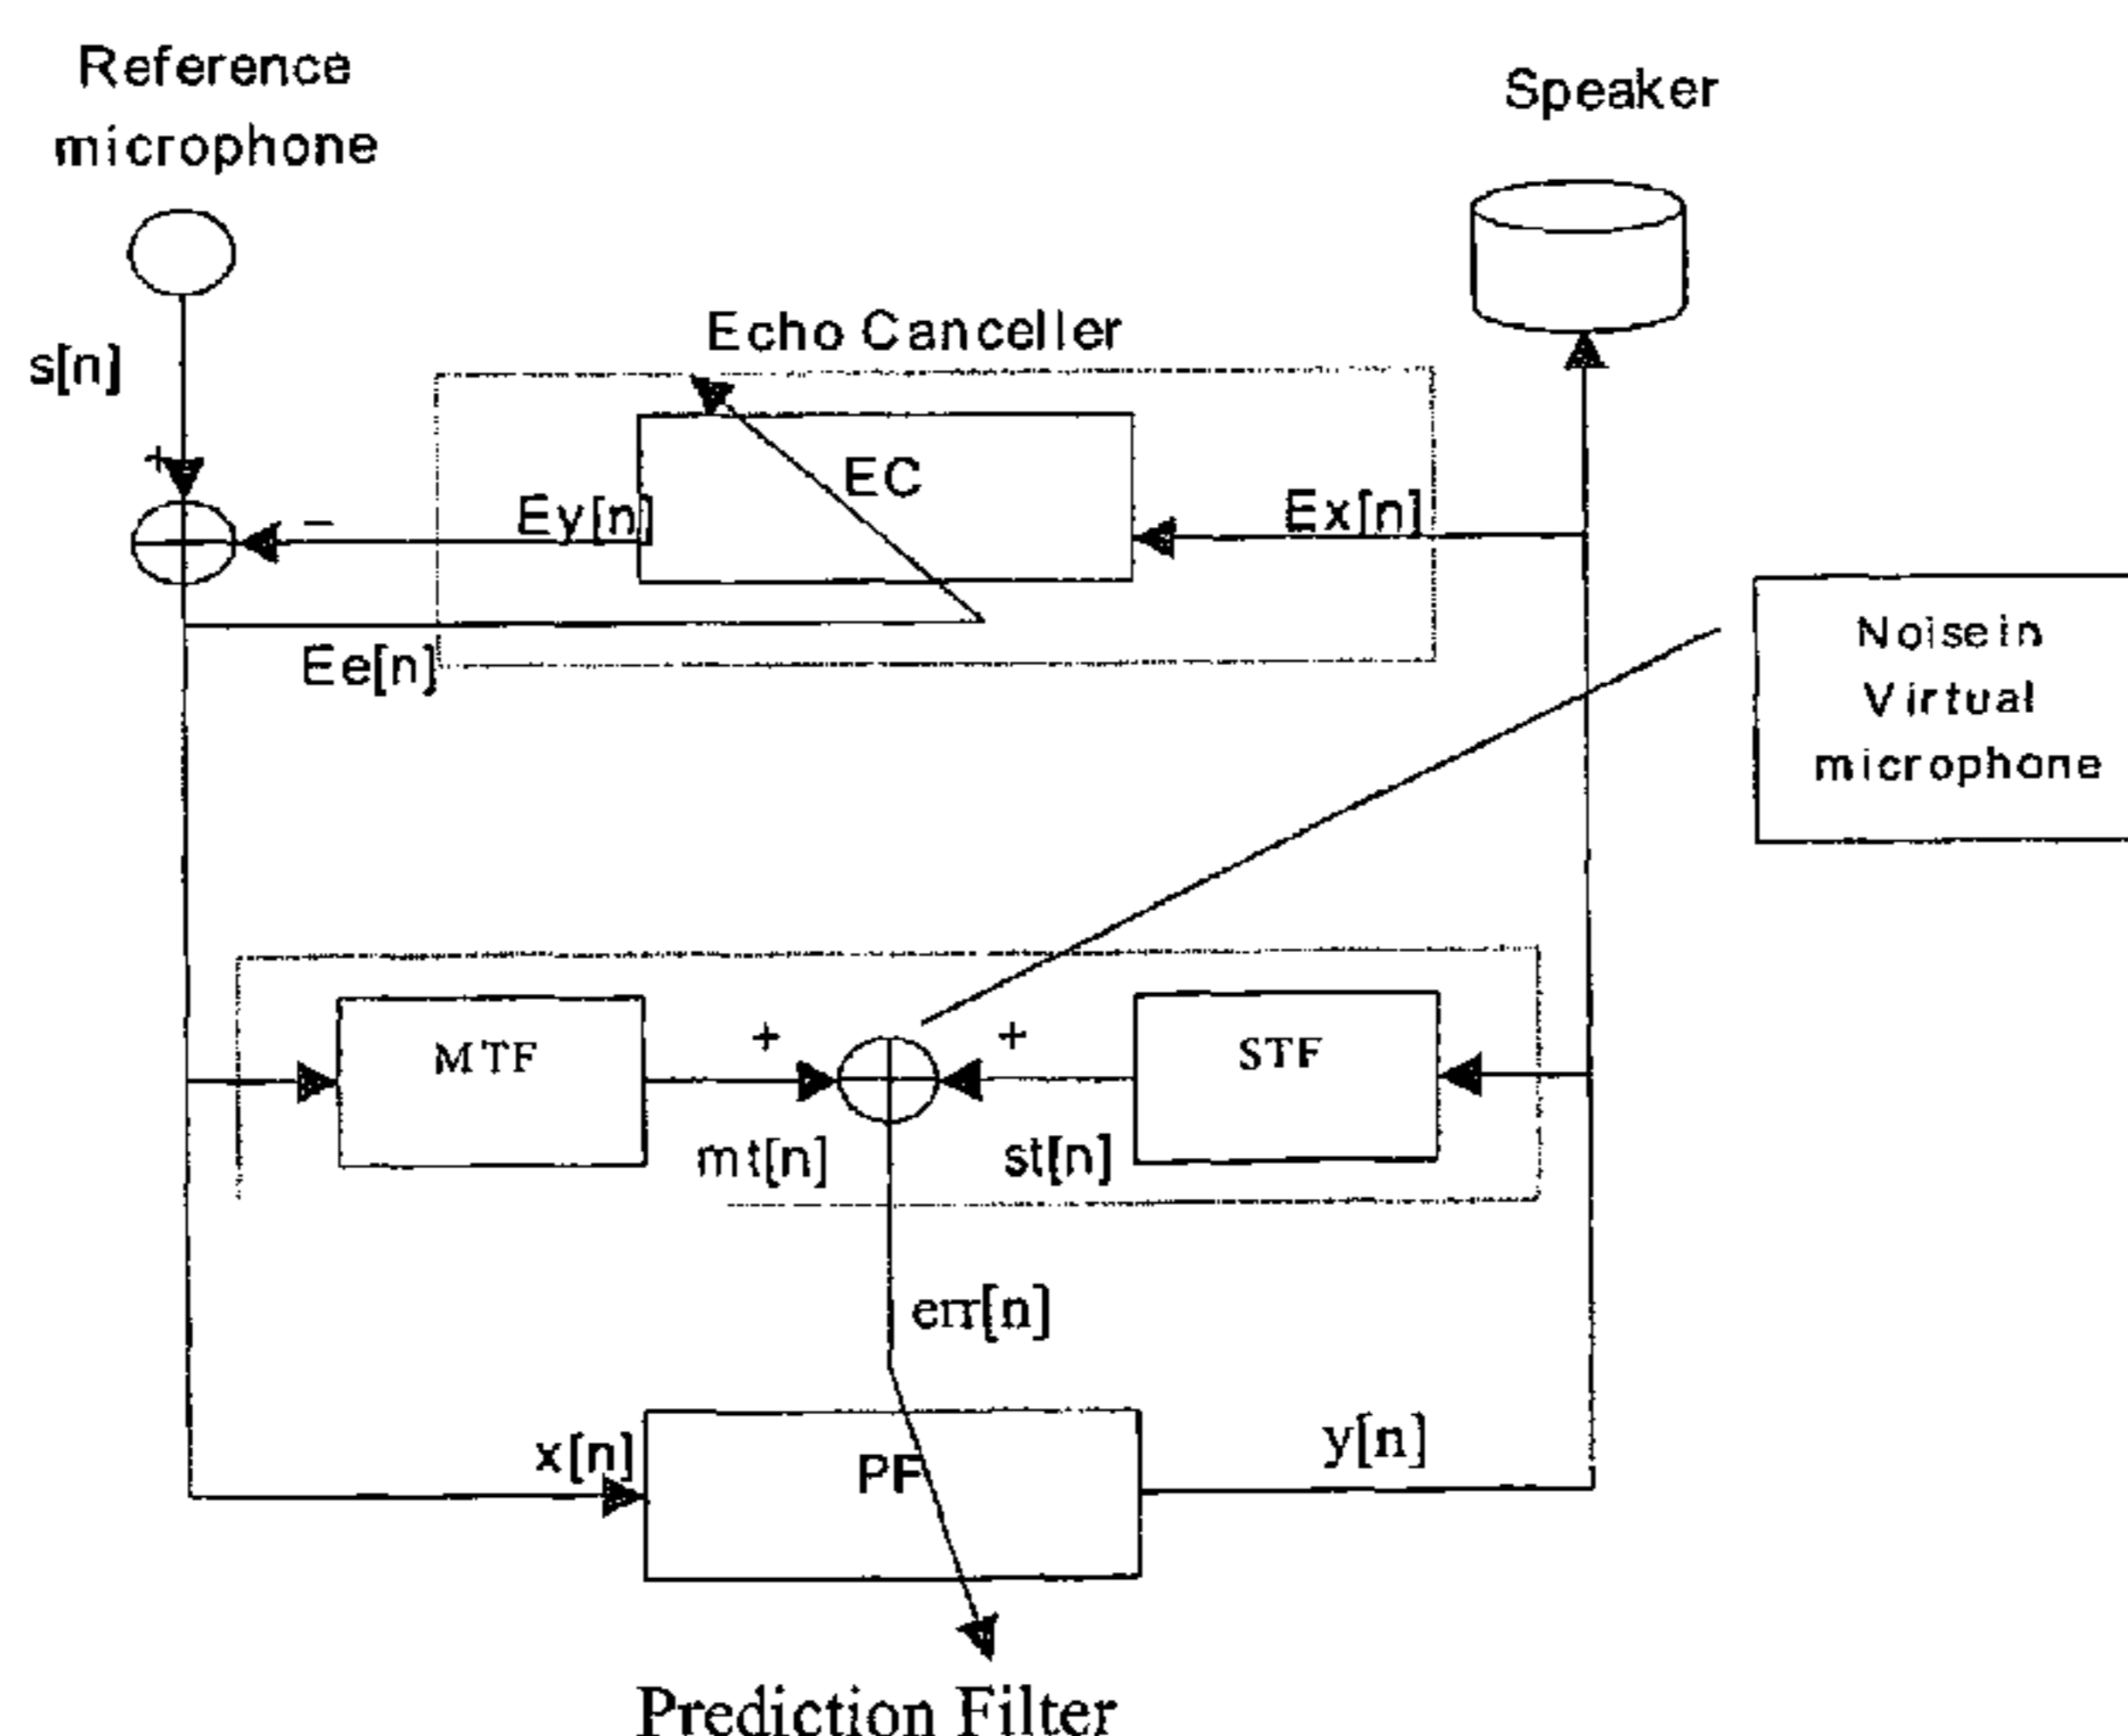 Reference
microphone
Speaker
Echo Canceller
s[n]
+
EC
Ey[n]
−
Ex[n]
Ee[n]
Noisein
Virtual
microphone
MTF
+
+
STF
mt[n]
st[n]
err[n]
x[n]
PF
y[n]
Prediction Filter